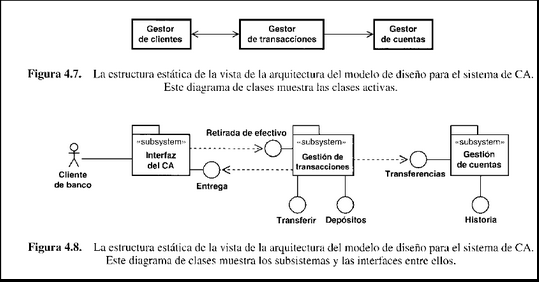 Gestor
de clientes
Gestor
de transacciones
Gestor
de cuentas
Figura 4.7. La estructura estática de la vista de la arquitectura del modelo de diseño para el sistema de CA.
Este diagrama de clases muestra las clases activas.
Retirada de efectivo
«subsystem»
Interfaz
del CA
«subsystem»
Gestión de
transacciones
«subsystem»
Gestión
de cuentas
Cliente
de banco
Entrega
Transferencias
Transferir
Depósitos
Historia
Figura 4.8. La estructura estática de la vista de la arquitectura del modelo de diseño para el sistema de CA.
Este diagrama de clases muestra los subsistemas y las interfaces entre ellos.